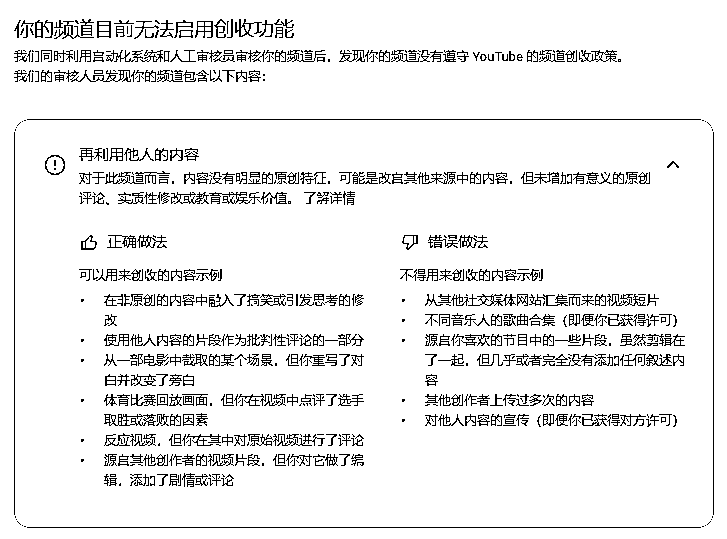 你的频道目前无法启用创收功能
我们同时利用自动化系统和人工审核员审核你的频道后，发现你的频道没有遵守 YouTube 的频道创收政策。
我们的审核人员发现你的频道包含以下内容：
再利用他人的内容
对于此频道而言，内容没有明显的原创特征，可能是改自其他来源中的内容，但未增加有意义的原创
评论、实质性修改或教育或娱乐价值。 了解详情
正确做法
可以用来创收的内容示例
• 在非原创的内容中融入了搞笑或引发思考的修
改
• 使用他人内容的片段作为批判性评论的一部分
• 从一部电影中截取的某个场景，但你重写了对
白并改变了旁白
• 体育比赛回放画面，但你在视频中点评了选手
取胜或落败的因素
• 反应视频，但你在其中对原始视频进行了评论
• 源自其他创作者的视频片段，但你对它做了编
辑，添加了剧情或评论
错误做法
不得用来创收的内容示例
• 从其他社交媒体网站汇集而来的视频短片
• 不同音乐人的歌曲合集（即便你已获得许可）
• 源自你喜欢的节目中的一些片段，虽然剪辑在
了一起，但几乎或者完全没有添加任何叙述内
容
• 其他创作者上传过多次的内容
• 对他人内容的宣传（即便你已获得对方许可）